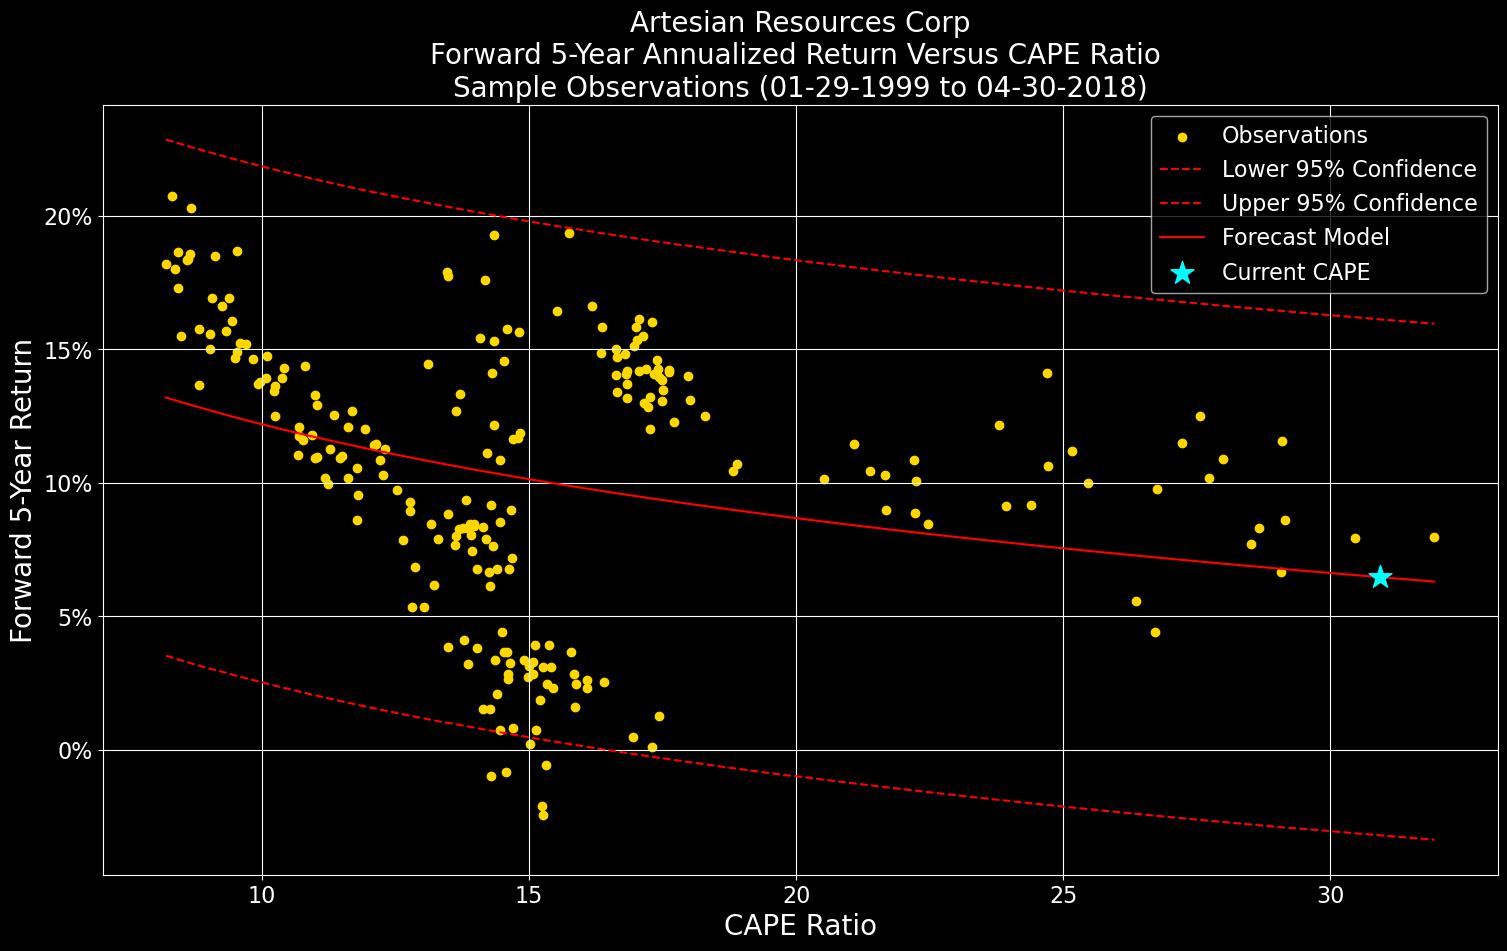 Artesian Resources Corp
Forward 5-Year Annualized Return Versus CAPE Ratio
Sample Observations (01-29-1999 to 04-30-2018)
Observations
Lower 95% Confidence
Upper 95% Confidence
Forecast Model
Current CAPE
Forward 5-Year Return
20%
15%
10%
5%
0%
10
15
20
25
30
CAPE Ratio